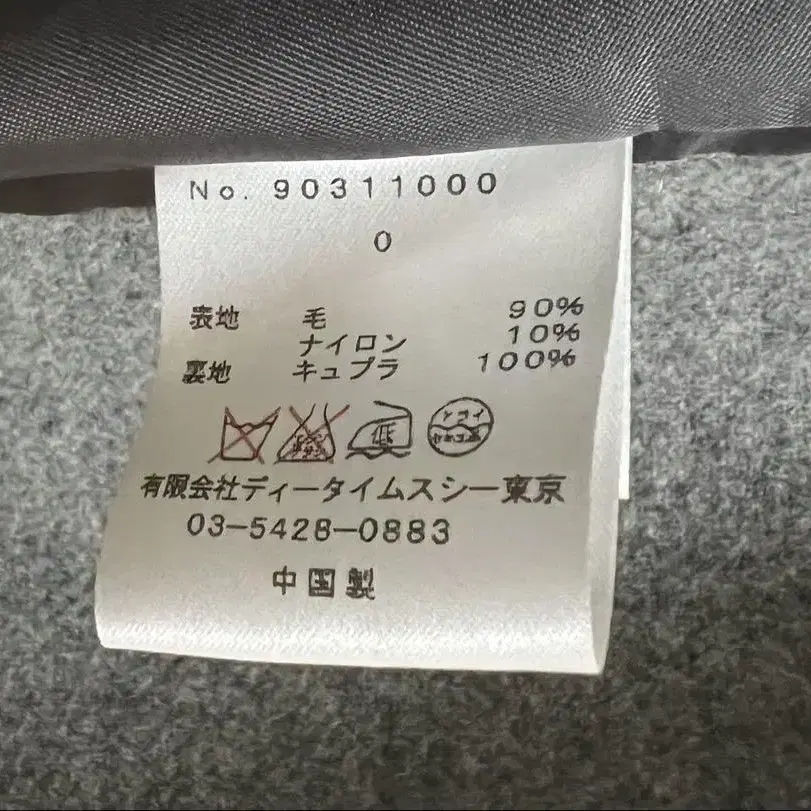 No. 90311000
0
表地 毛 90%
ナイロン 10%
裏地 キュプラ 100%
低
有限会社ディータイムスシー東京
03-5428-0883
中国製